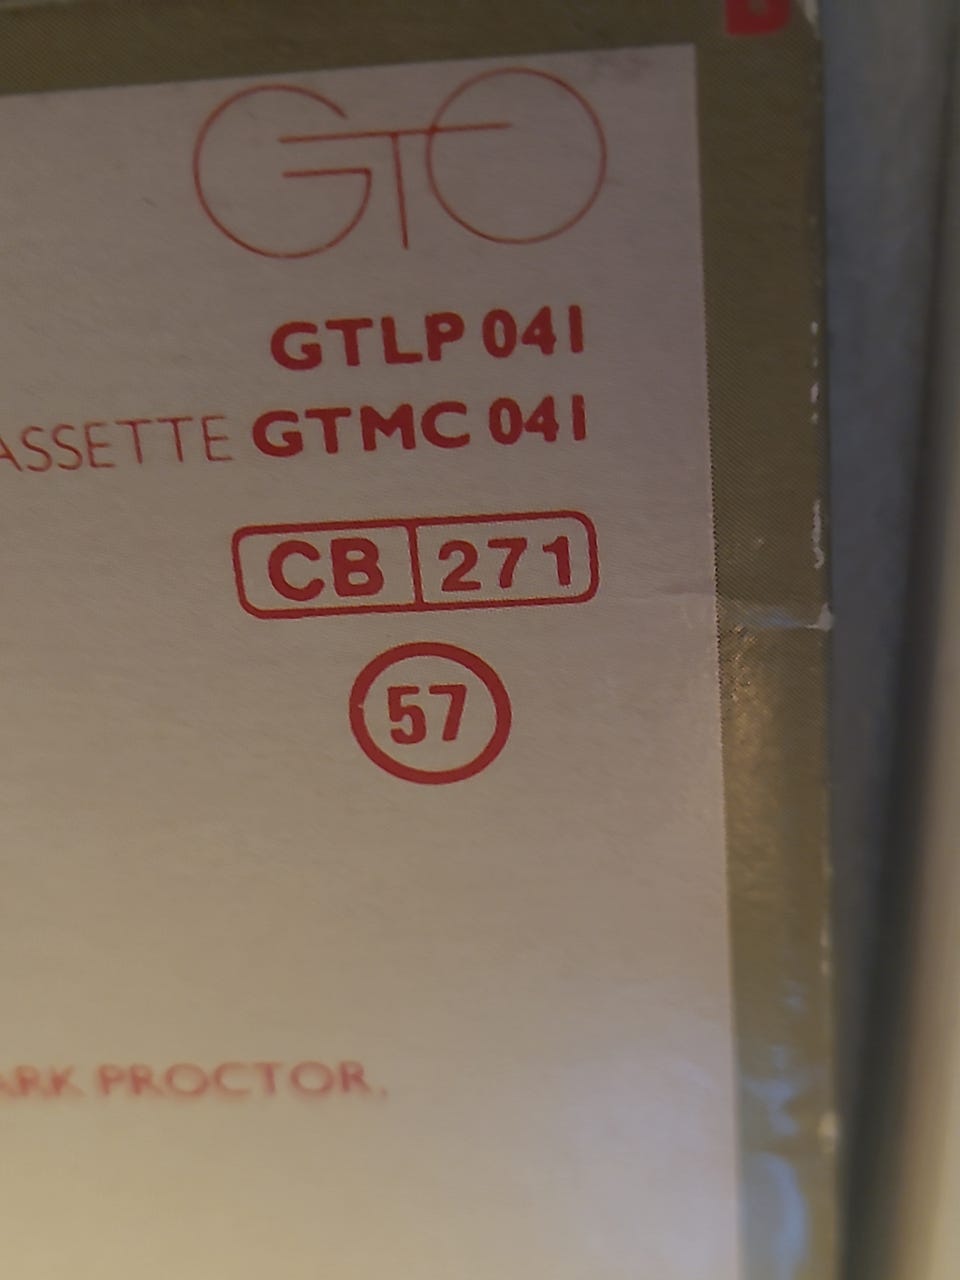 GTO
GTLP 041
ASSETTE GTMC 041
CB 271
57
ARK PROCTOR.